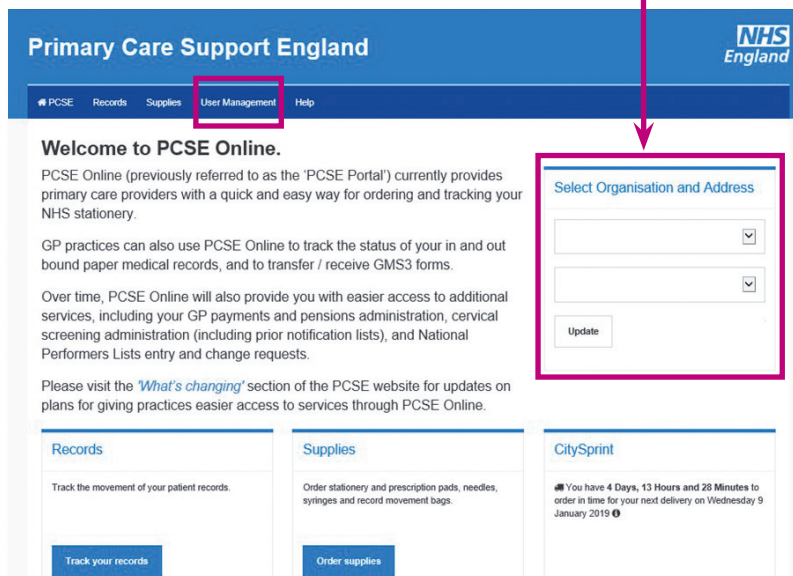 Primary Care Support England
NHS
England
PCSE Records Supplies User Management Help
Welcome to PCSE Online.
PCSE Online (previously referred to as the 'PCSE Portal') currently provides
primary care providers with a quick and easy way for ordering and tracking your
NHS stationery.
GP practices can also use PCSE Online to track the status of your in and out
bound paper medical records, and to transfer / receive GMS3 forms.
Over time, PCSE Online will also provide you with easier access to additional
services, including your GP payments and pensions administration, cervical
screening administration (including prior notification lists), and National
Performers Lists entry and change requests.
Please visit the 'What's changing' section of the PCSE website for updates on
plans for giving practices easier access to services through PCSE Online.
Select Organisation and Address
Update
Records
Track the movement of your patient records.
Track your records
Supplies
Order stationery and prescription pads, needles,
syringes and record movement bags.
Order supplies
CitySprint
You have 4 Days, 13 Hours and 28 Minutes to
order in time for your next delivery on Wednesday 9
January 2019